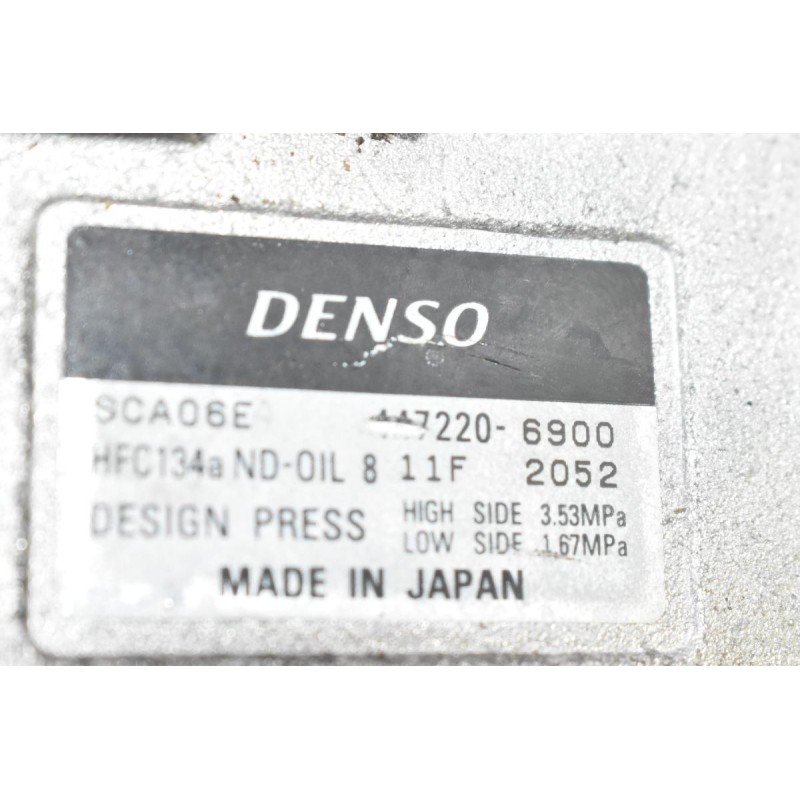 DENSO
SCA06E 447220-6900
HFC134a ND-OIL 8 11F 2052
DESIGN PRESS HIGH SIDE 3.53MPa
LOW SIDE 1.67MPa
MADE IN JAPAN